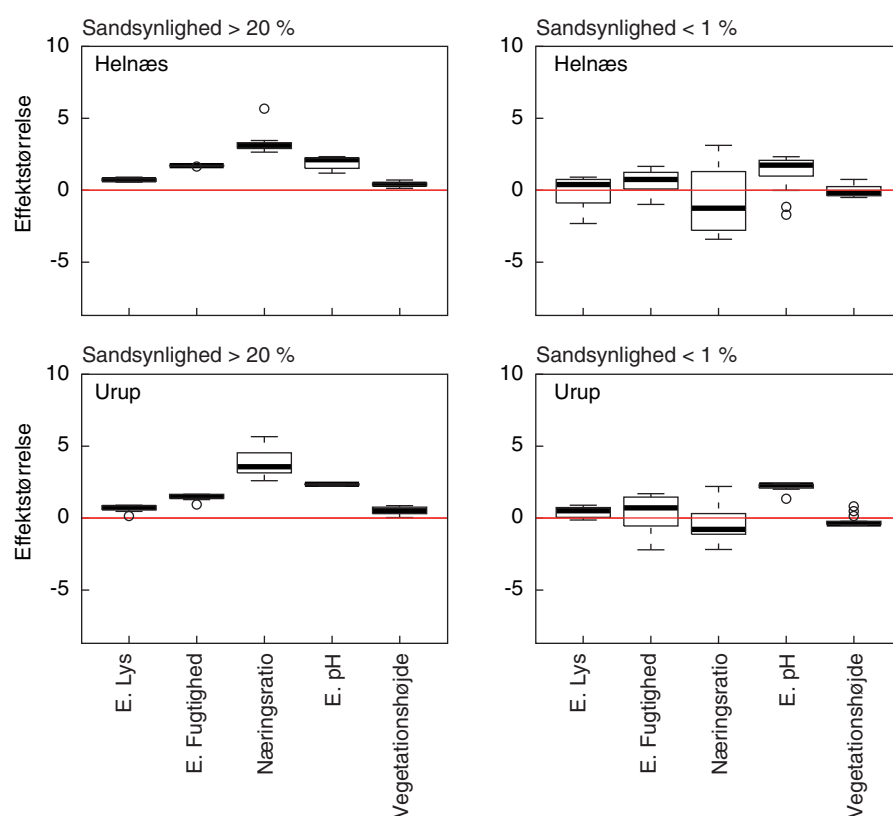 Sandsynlighed > 20 %
Sandsynlighed < 1 %
10
5
0
-5
Effektstørrelse
Helnæs
10
5
0
-5
Helnæs
Sandsynlighed > 20 %
Sandsynlighed < 1 %
10
5
0
-5
Effektstørrelse
Urup
10
5
0
-5
Urup
E. Lys
E. Fugtighed
Næringsratio
E. pH
Vegetationshøjde
E. Lys
E. Fugtighed
Næringsratio
E. pH
Vegetationshøjde